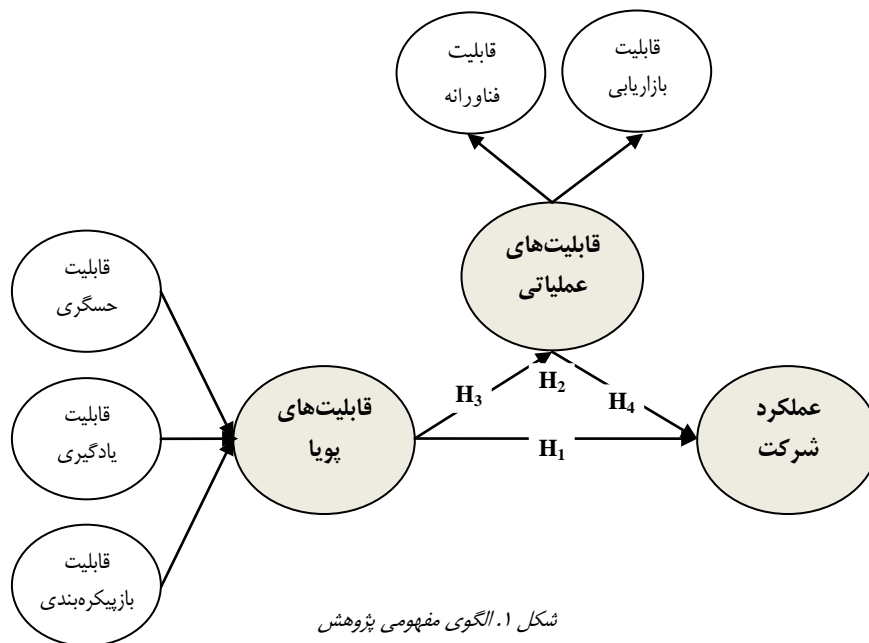 قابلیت
فناورانه
قابلیت
بازاریابی
قابلیت‌های
عملیاتی
قابلیت
حسگری
قابلیت
یادگیری
قابلیت
بازپیکره‌بندی
قابلیت‌های
پویا
عملکرد
شرکت
H₃
H₂
H₄
H₁
شکل ۱. الگوی مفهومی پژوهش